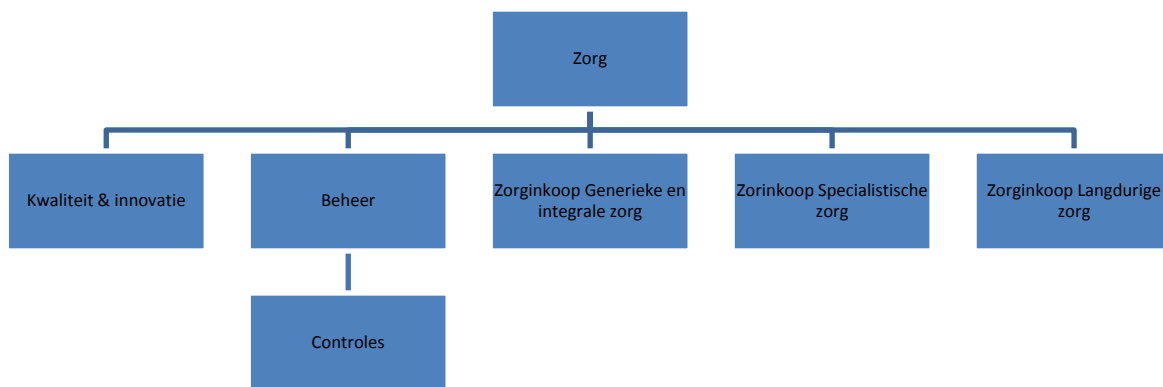 Zorg
Kwaliteit & innovatie
Beheer
Zorginkoop Generieke en
integrale zorg
Zorinkoop Specialistische
zorg
Zorginkoop Langdurige
zorg
Controles